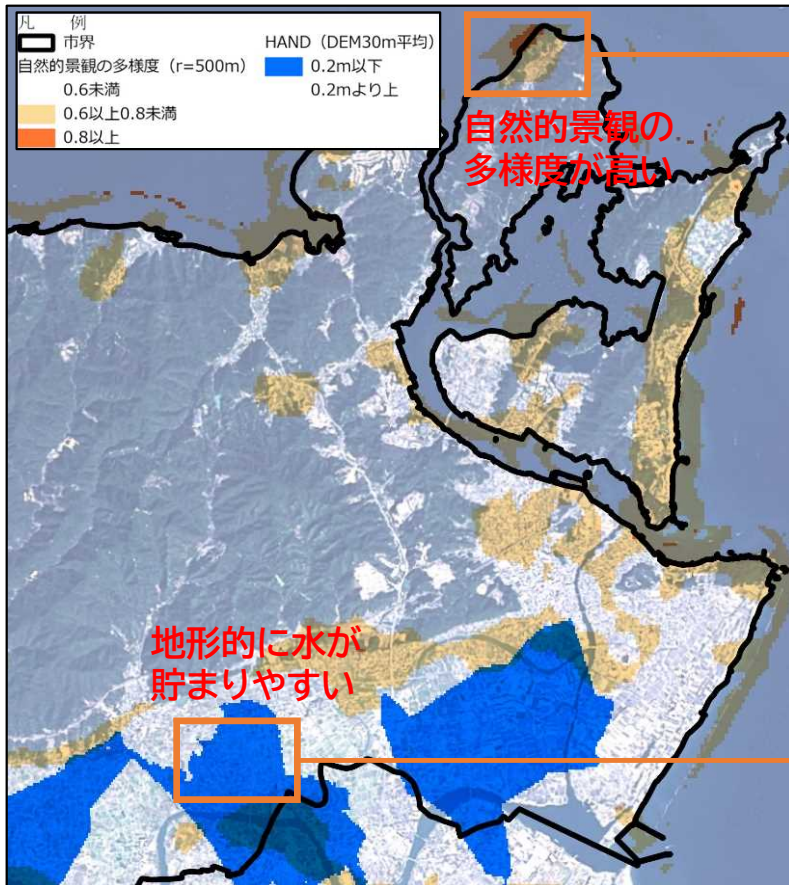 凡　例
市界
自然的景観の多様度（r=500m）
0.6未満
0.6以上0.8未満
0.8以上
HAND（DEM30m平均）
0.2m以下
0.2mより上
自然的景観の
多様度が高い
地形的に水が
貯まりやすい